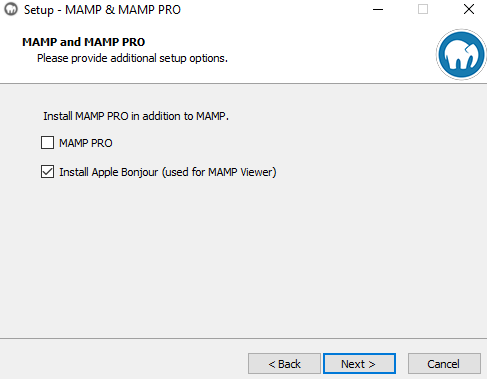 Setup - MAMP & MAMP PRO
MAMP and MAMP PRO
Please provide additional setup options.
Install MAMP PRO in addition to MAMP.
MAMP PRO
Install Apple Bonjour (used for MAMP Viewer)
< Back
Next >
Cancel